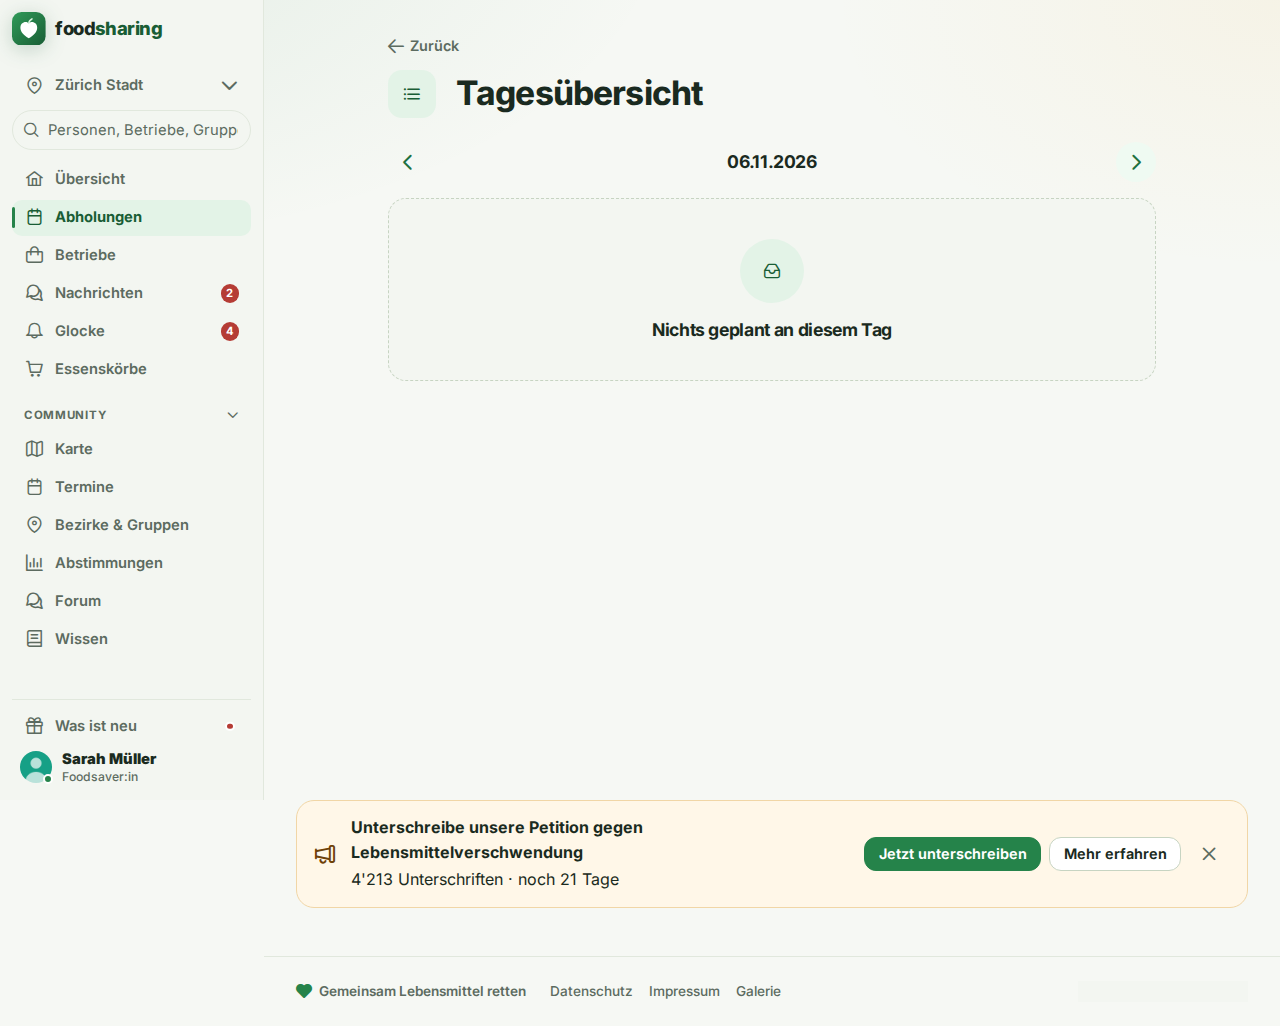 foodsharing
Zürich Stadt
Personen, Betriebe, Grupp
Übersicht
Abholungen
Betriebe
Nachrichten 2
Glocke 4
Essenskörbe
COMMUNITY
Karte
Termine
Bezirke & Gruppen
Abstimmungen
Forum
Wissen
Was ist neu
Sarah Müller
Foodsaver:in
Zurück
Tagesübersicht
06.11.2026
Nichts geplant an diesem Tag
Unterschreibe unsere Petition gegen
Lebensmittelverschwendung
4'213 Unterschriften · noch 21 Tage
Jetzt unterschreiben
Mehr erfahren
Gemeinsam Lebensmittel retten Datenschutz Impressum Galerie